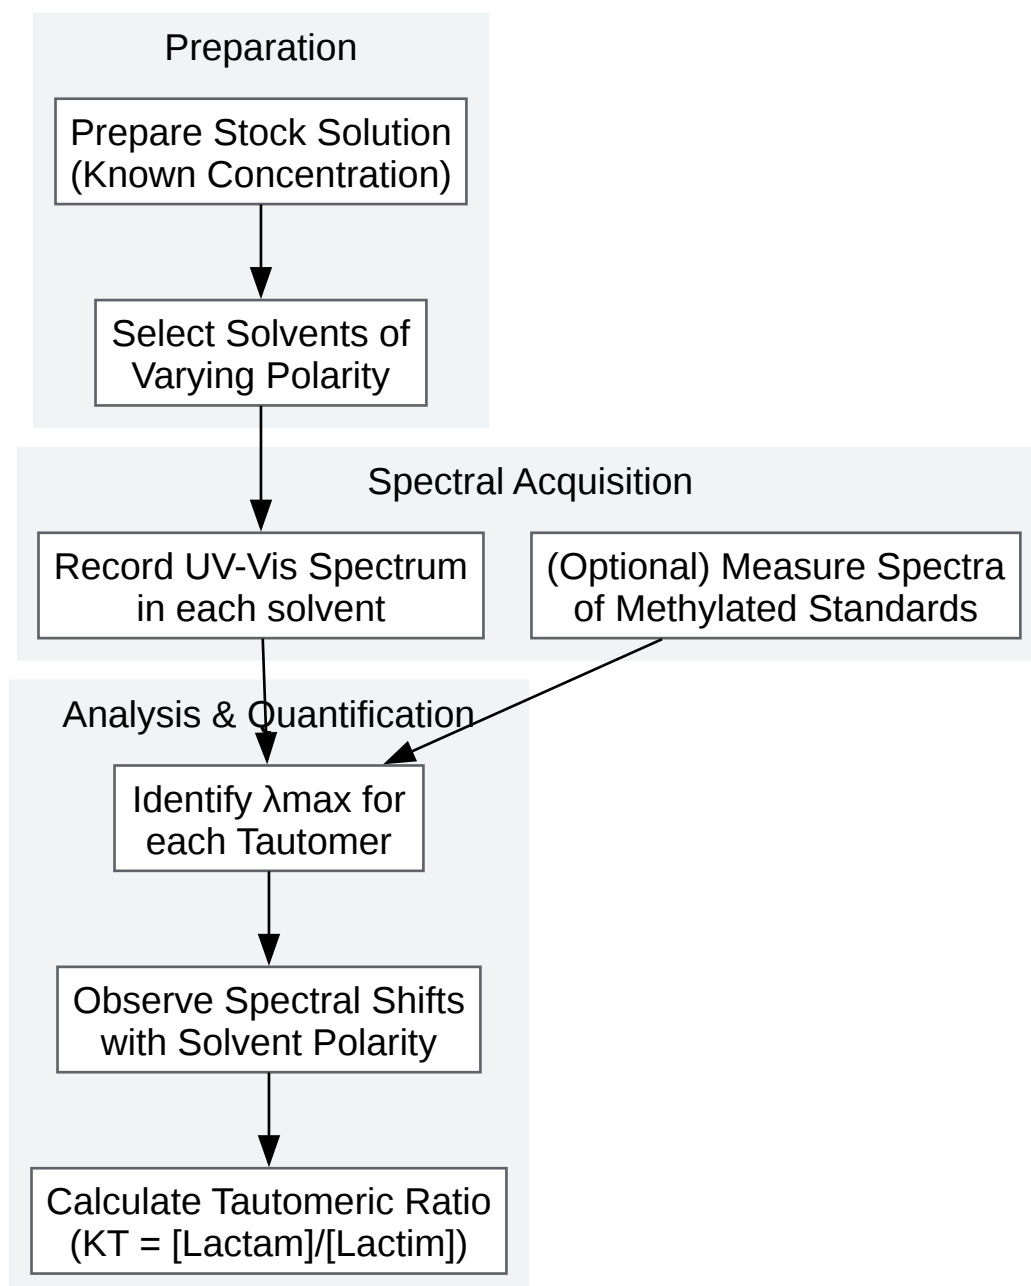 Preparation
Prepare Stock Solution
(Known Concentration)
Select Solvents of
Varying Polarity
Spectral Acquisition
Record UV-Vis Spectrum
in each solvent
(Optional) Measure Spectra
of Methylated Standards
Analysis & Quantification
Identify λmax for
each Tautomer
Observe Spectral Shifts
with Solvent Polarity
Calculate Tautomeric Ratio
(KT = [Lactam]/[Lactim])